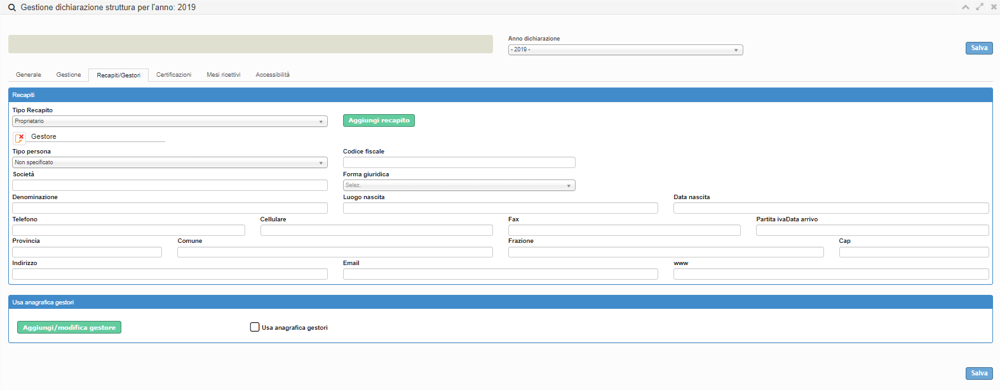 Gestione dichiarazione struttura per l'anno: 2019
Anno dichiarazione
- 2019 -
Salva
Generale Gestione Recapiti/Gestori Certificazioni Mesi ricettivi Accessibilità
Recapiti
Tipo Recapito
Proprietario Aggiungi recapito
Gestore
Tipo persona Codice fiscale
Non specificato
Società Forma giuridica
Selez.
Denominazione Luogo nascita Data nascita
Telefono Cellulare Fax Partita ivaData arrivo
Provincia Comune Frazione Cap
Indirizzo Email www
Usa anagrafica gestori
Aggiungi/modifica gestore Usa anagrafica gestori
Salva